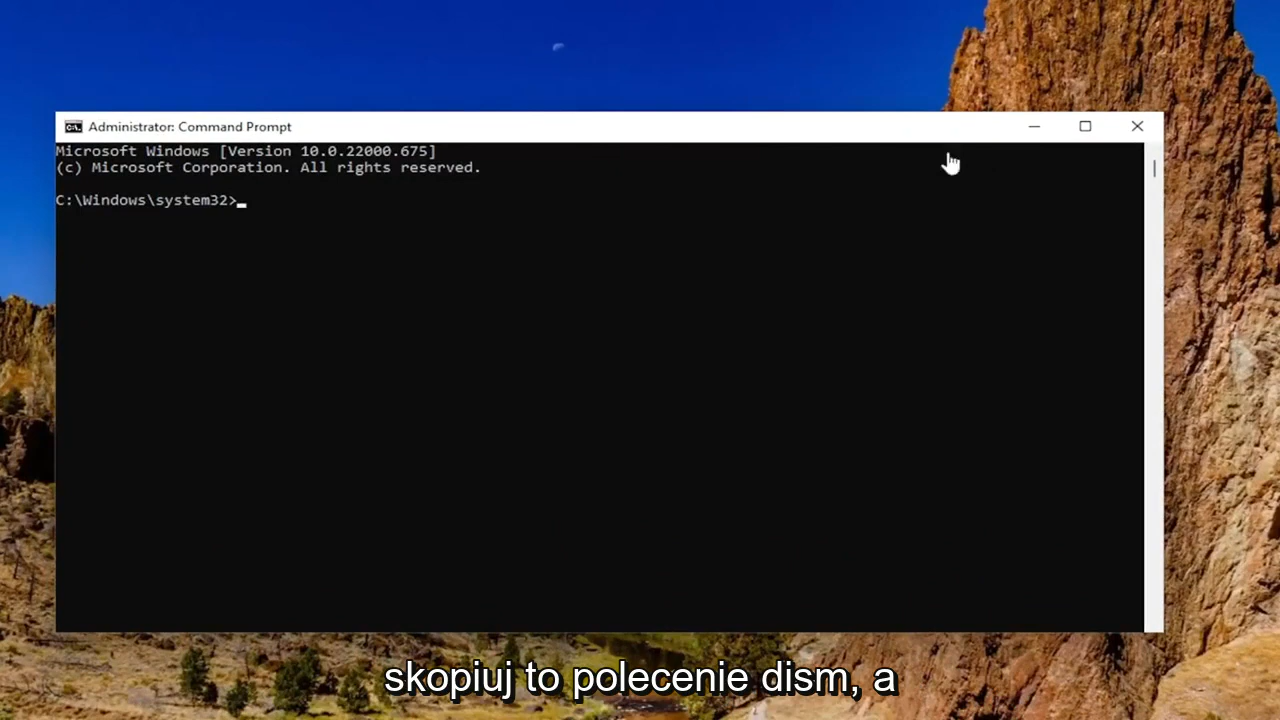 Administrator: Command Prompt
Microsoft Windows [Version 10.0.22000.675]
(c) Microsoft Corporation. All rights reserved.
C:\Windows\system32>
skopiuj to polecenie dism, a